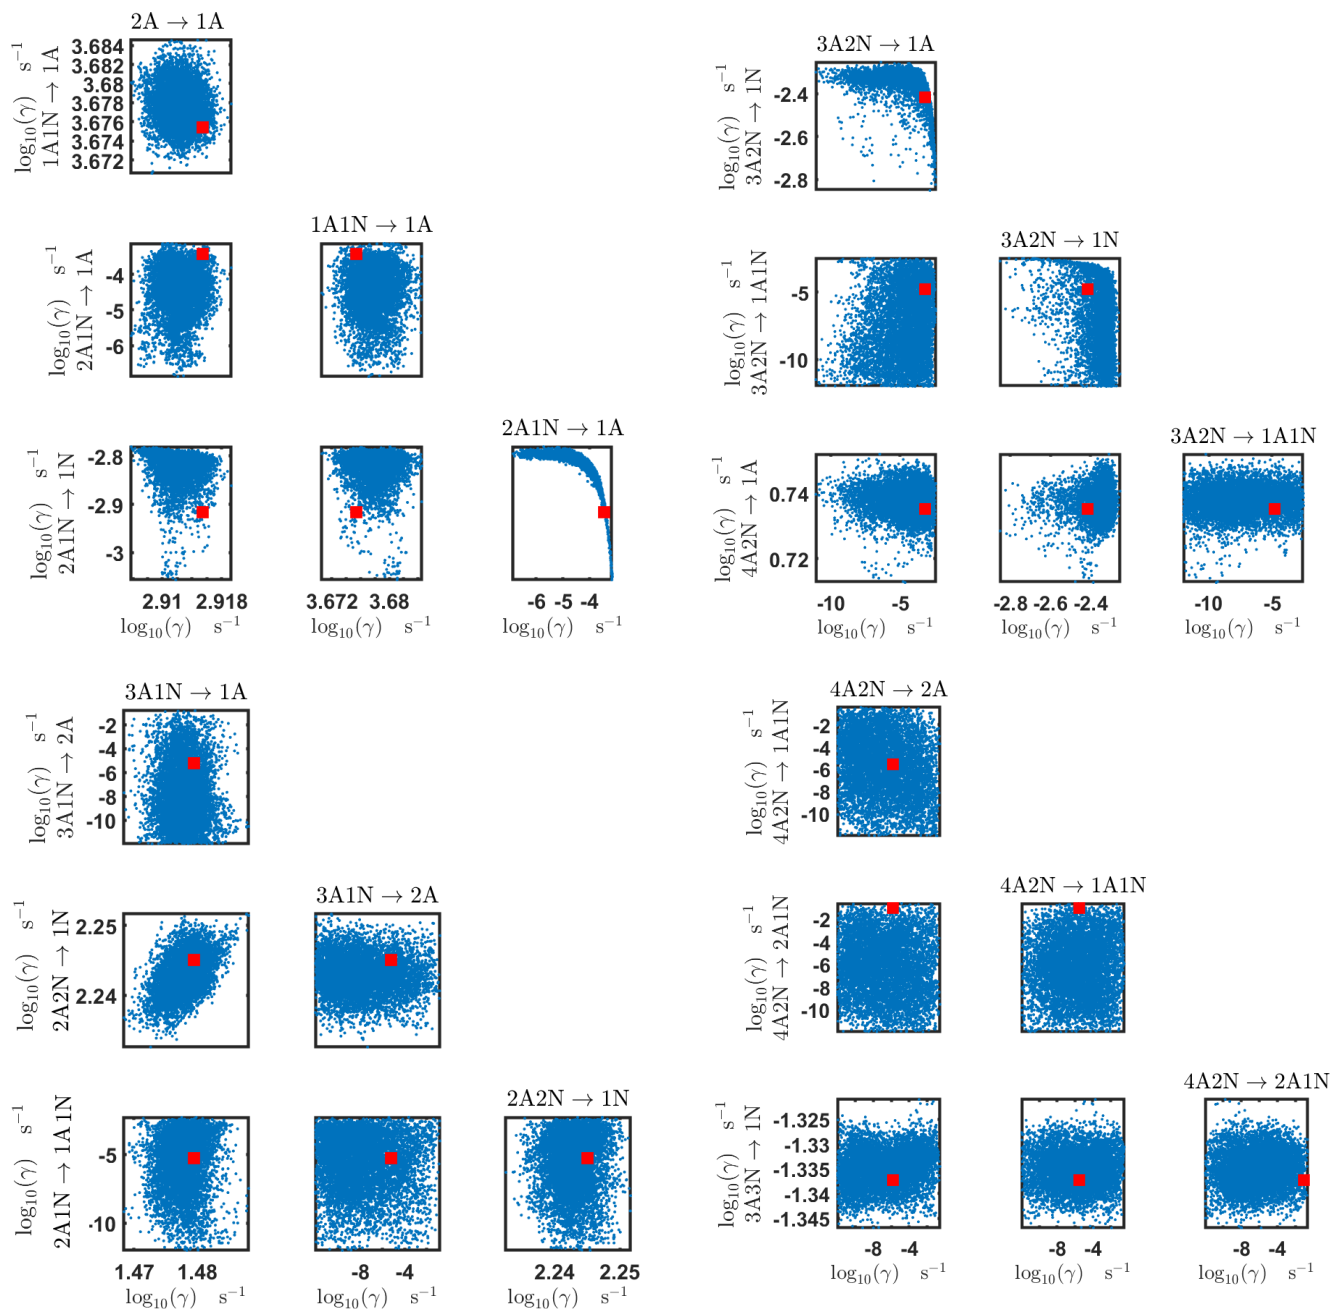 2A → 1A
log₁₀(γ) s⁻¹
1A1N → 1A
3.684
3.682
3.68
3.678
3.676
3.674
3.672
1A1N → 1A
log₁₀(γ) s⁻¹
2A1N → 1A
-4
-5
-6
2A1N → 1A
log₁₀(γ) s⁻¹
2A1N → 1N
-2.8
-2.9
-3
2.91 2.918
3.672 3.68
-6 -5 -4
log₁₀(γ) s⁻¹
log₁₀(γ) s⁻¹
log₁₀(γ) s⁻¹
3A2N → 1A
log₁₀(γ) s⁻¹
3A2N → 1N
-2.4
-2.6
-2.8
3A2N → 1N
log₁₀(γ) s⁻¹
3A2N → 1A1N
-5
-10
3A2N → 1A1N
log₁₀(γ) s⁻¹
4A2N → 1A
0.74
0.72
-10 -5
-2.8 -2.6 -2.4
-10 -5
log₁₀(γ) s⁻¹
log₁₀(γ) s⁻¹
log₁₀(γ) s⁻¹
3A1N → 1A
log₁₀(γ) s⁻¹
3A1N → 2A
-2
-4
-6
-8
-10
3A1N → 2A
log₁₀(γ) s⁻¹
2A2N → 1N
2.25
2.24
2A2N → 1N
log₁₀(γ) s⁻¹
2A1N → 1A1N
-5
-10
1.47 1.48
-8 -4
2.24 2.25
log₁₀(γ) s⁻¹
log₁₀(γ) s⁻¹
log₁₀(γ) s⁻¹
4A2N → 2A
log₁₀(γ) s⁻¹
4A2N → 1A1N
-2
-4
-6
-8
-10
4A2N → 1A1N
log₁₀(γ) s⁻¹
4A2N → 2A1N
-2
-4
-6
-8
-10
4A2N → 2A1N
log₁₀(γ) s⁻¹
3A3N → 1N
-1.325
-1.33
-1.335
-1.34
-1.345
-8 -4
-8 -4
-8 -4
log₁₀(γ) s⁻¹
log₁₀(γ) s⁻¹
log₁₀(γ) s⁻¹